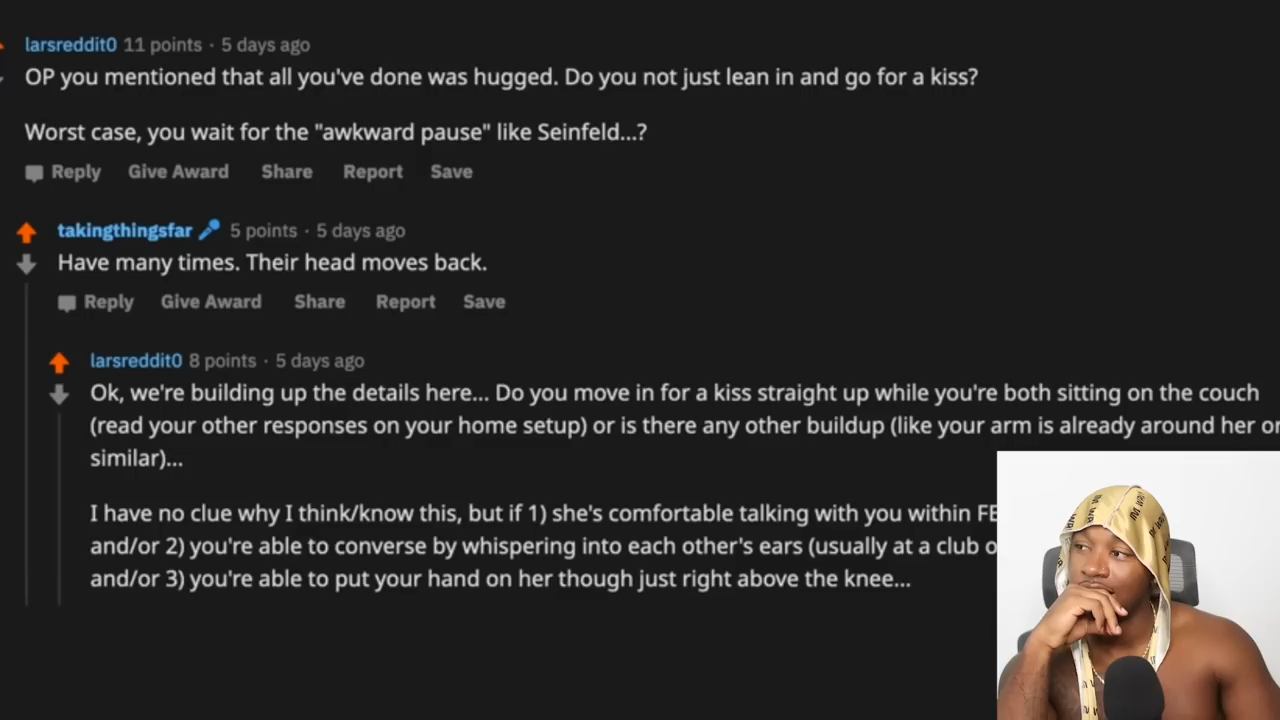 larsreddit0 11 points · 5 days ago
OP you mentioned that all you've done was hugged. Do you not just lean in and go for a kiss?
Worst case, you wait for the "awkward pause" like Seinfeld...?
Reply Give Award Share Report Save
takingthingsfar 5 points · 5 days ago
Have many times. Their head moves back.
Reply Give Award Share Report Save
larsreddit0 8 points · 5 days ago
Ok, we're building up the details here... Do you move in for a kiss straight up while you're both sitting on the couch
(read your other responses on your home setup) or is there any other buildup (like your arm is already around her or
similar)...
I have no clue why I think/know this, but if 1) she's comfortable talking with you within
and/or 2) you're able to converse by whispering into each other's ears (usually at a club
and/or 3) you're able to put your hand on her though just right above the knee...